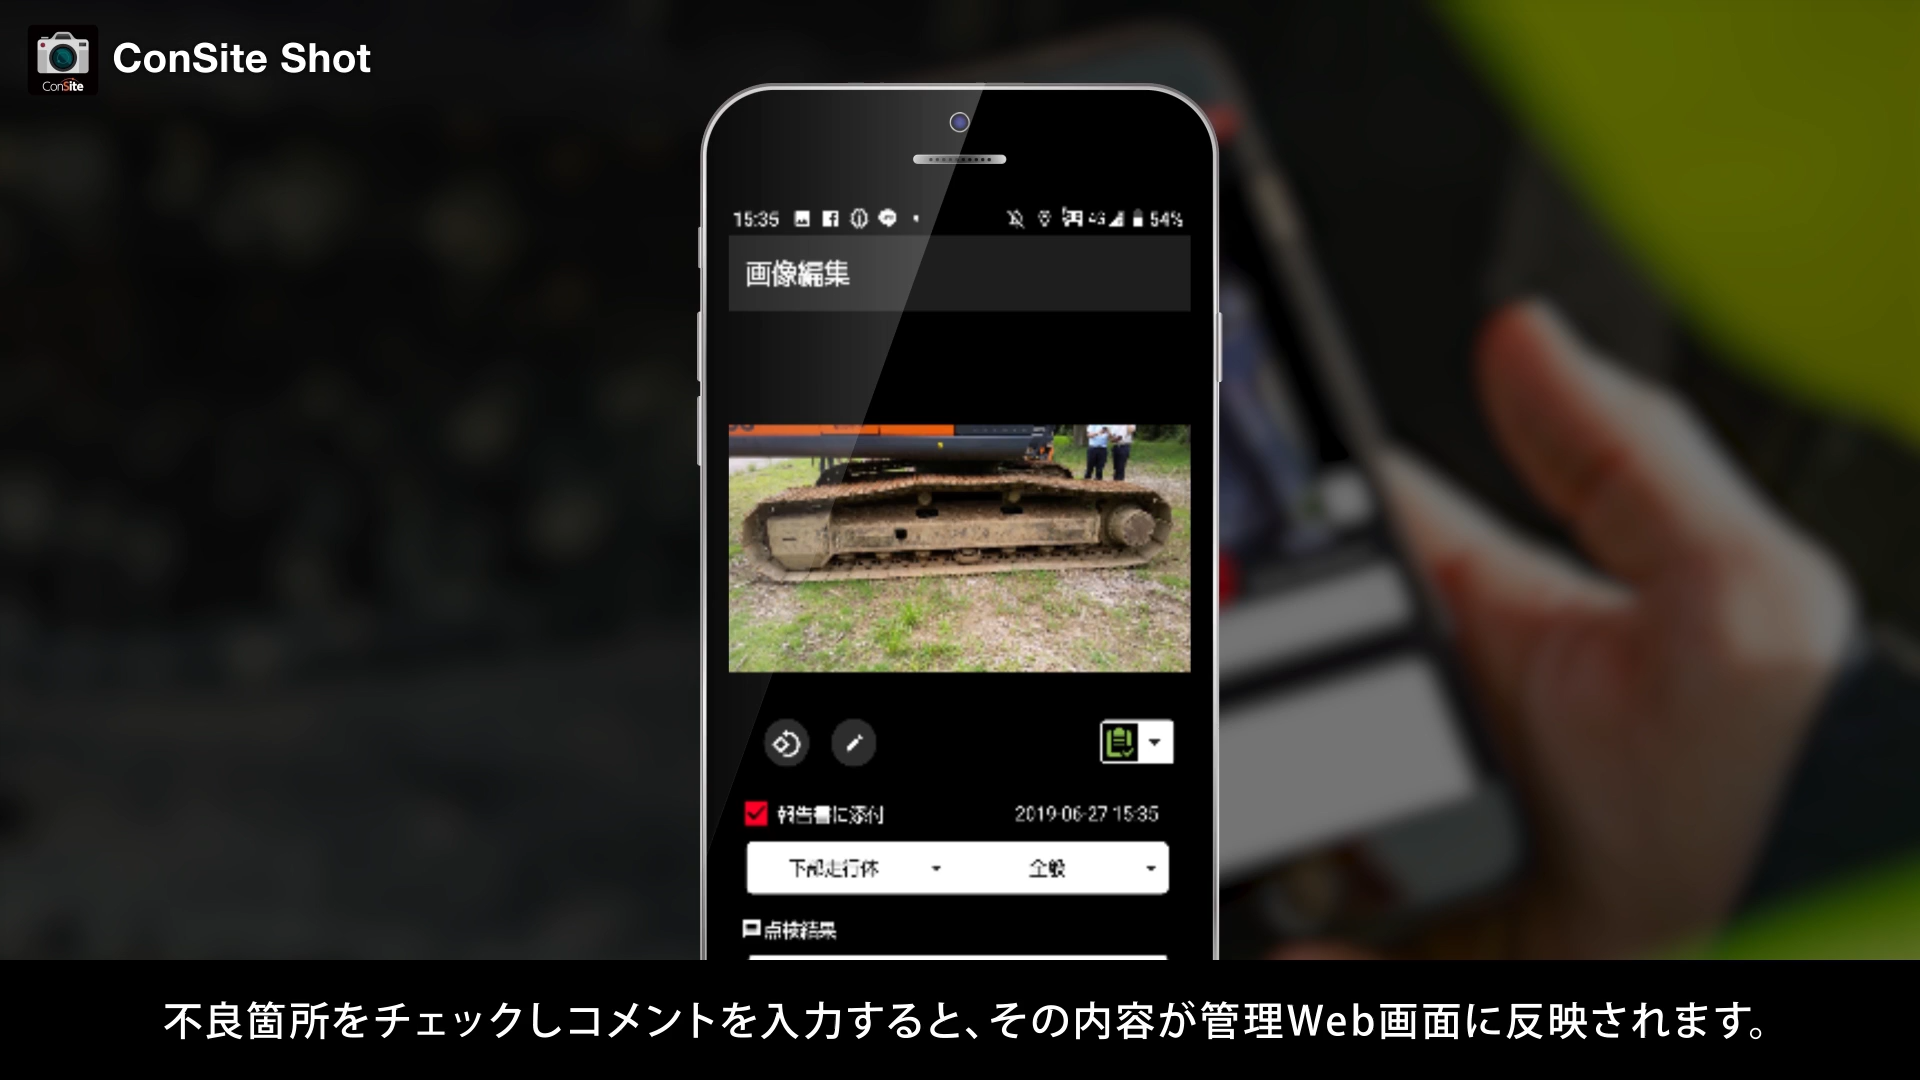 ConSite Shot
ConSite
15:35
4G
54%
画像編集
報告書に添付
2019-06-27 15:35
下部走行体
全般
点検結果
不良箇所をチェックしコメントを入力すると、その内容が管理Web画面に反映されます。